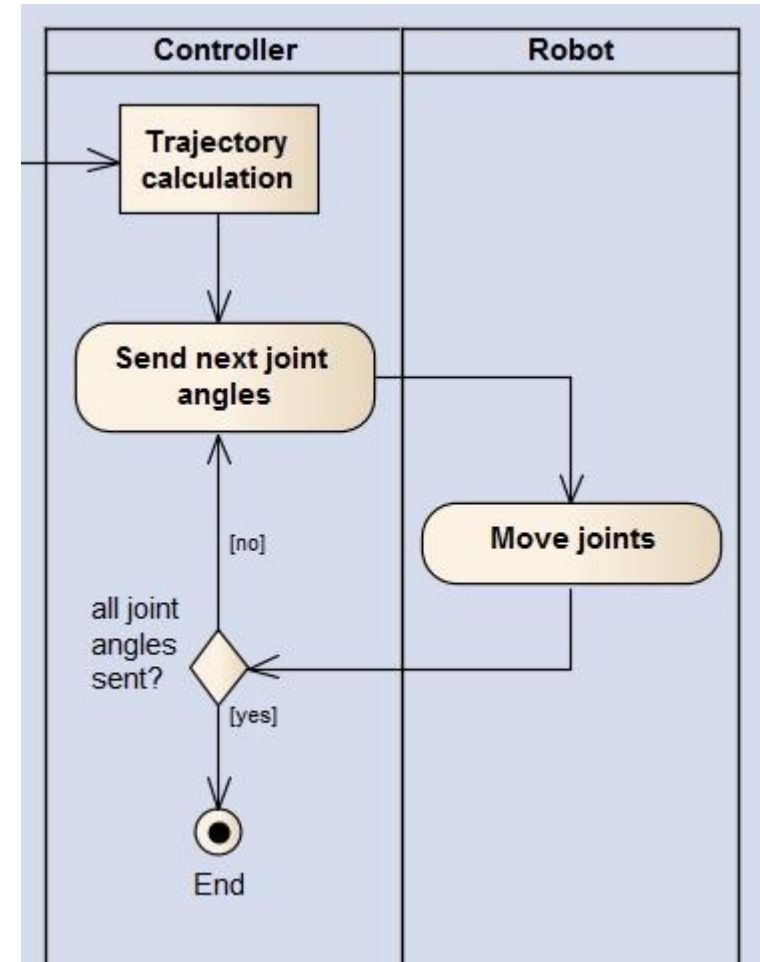 Controller
Robot
Trajectory
calculation
Send next joint
angles
Move joints
[no]
all joint
angles
sent?
[yes]
End